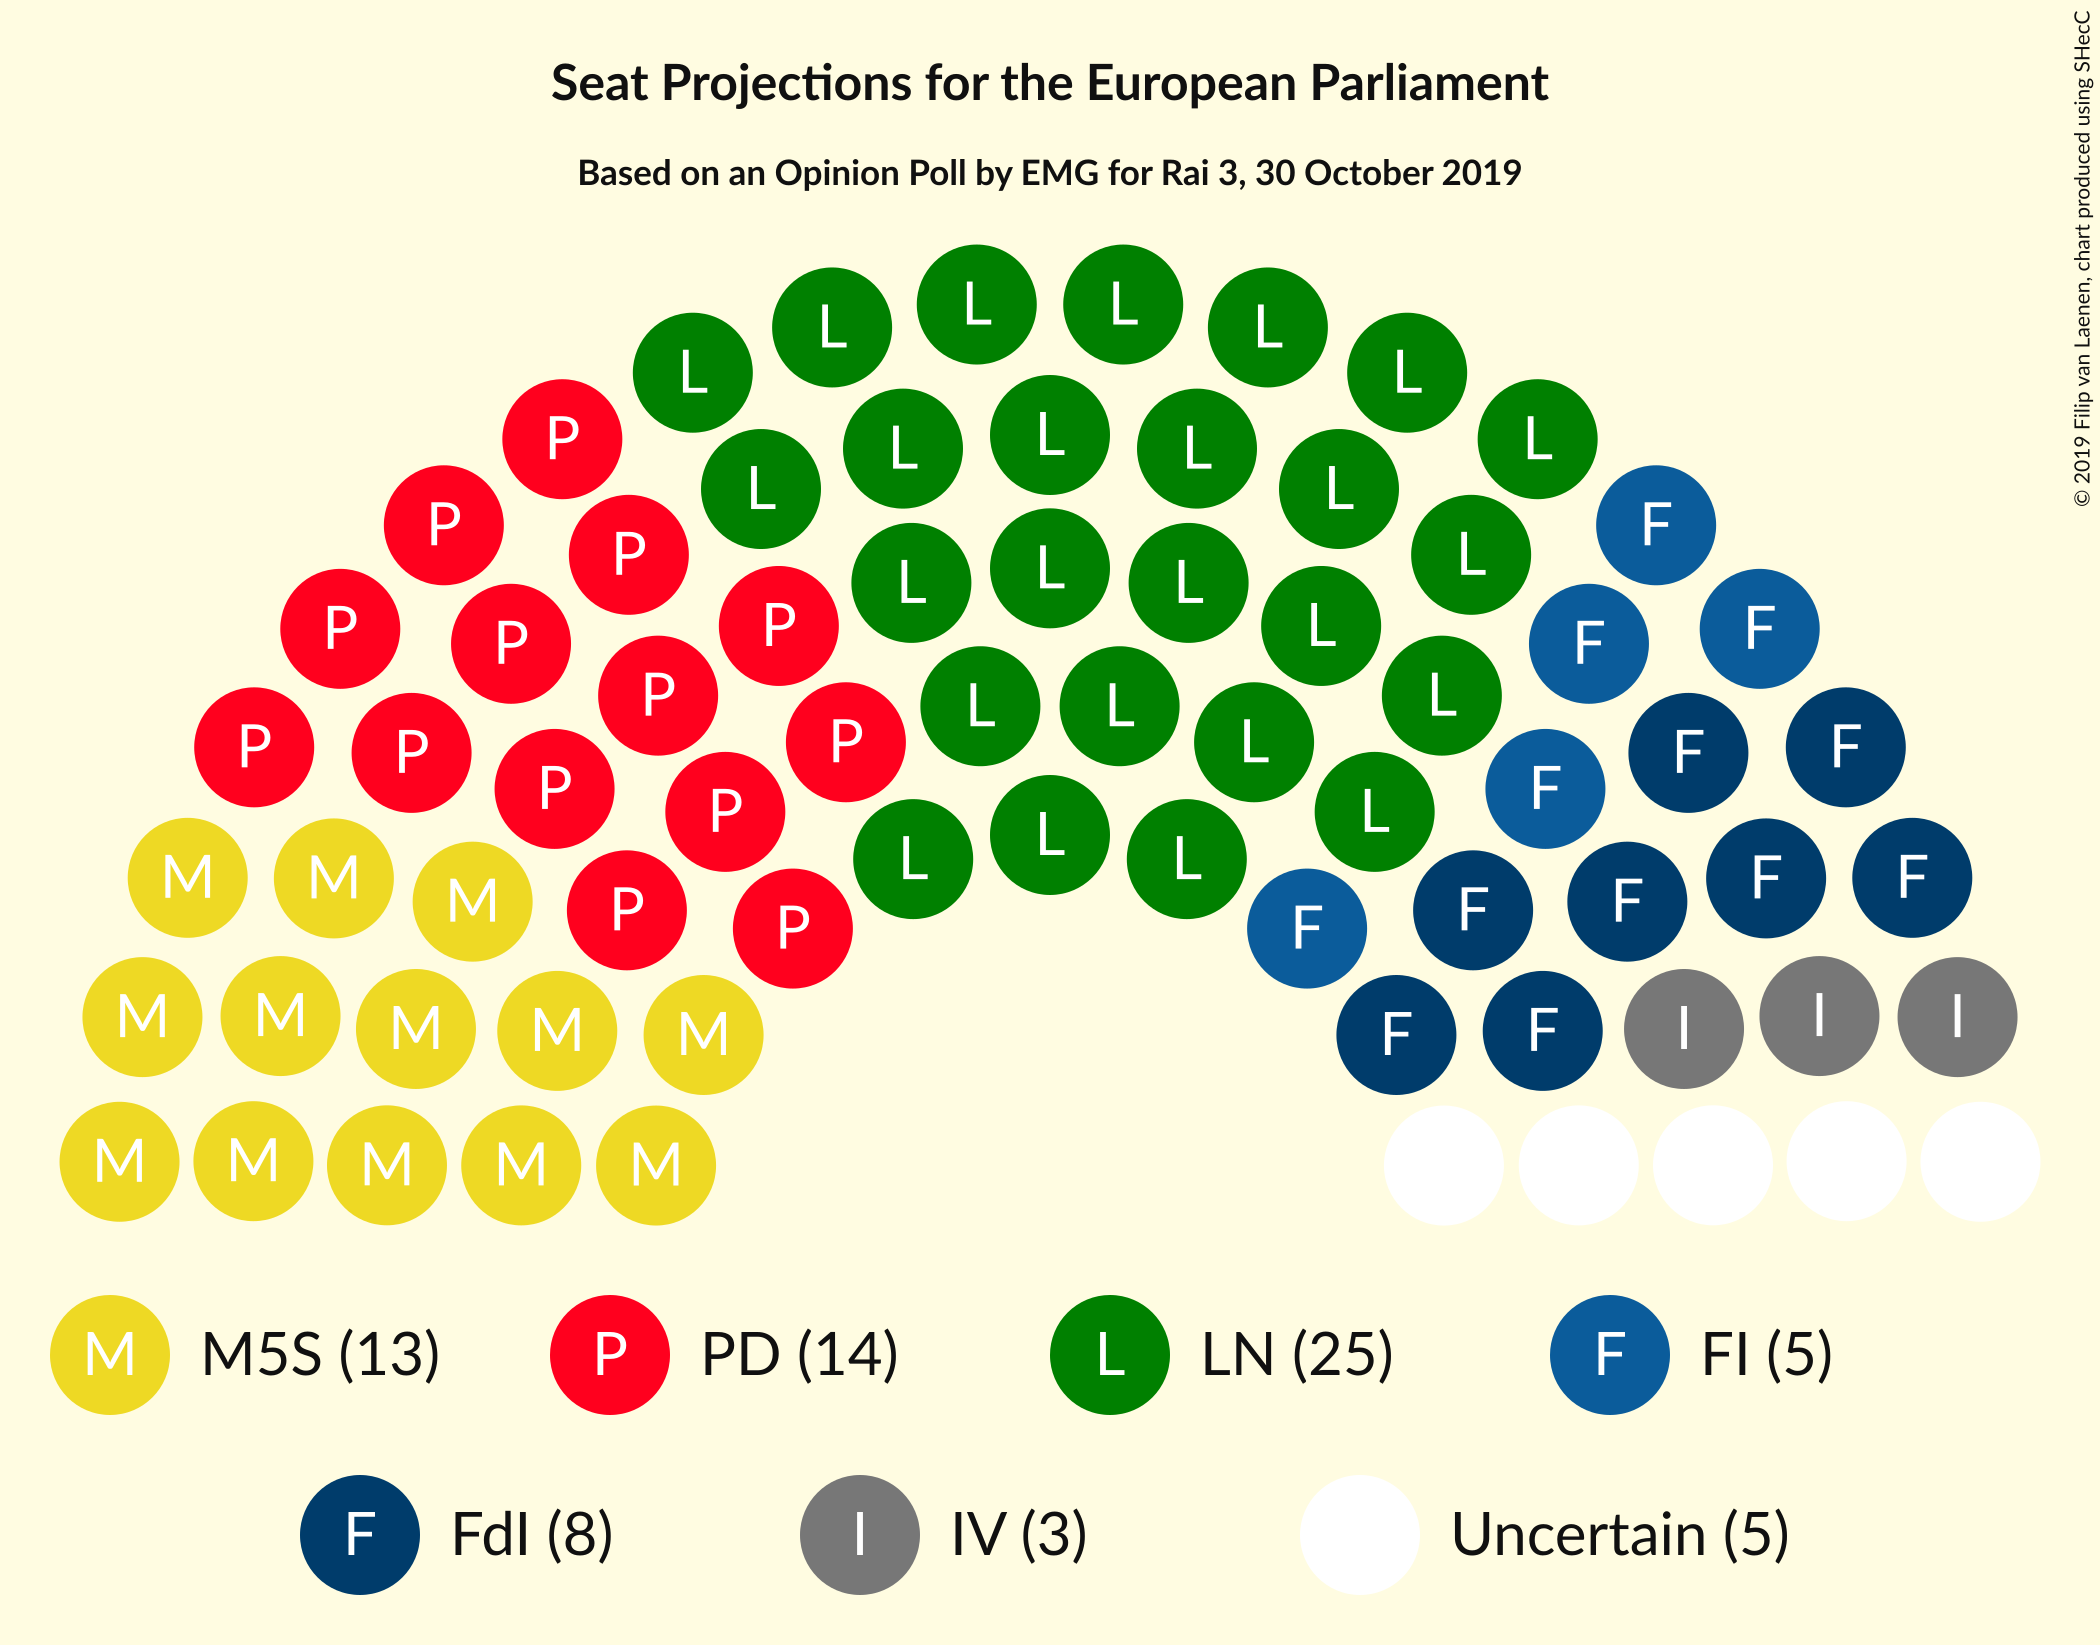 Seat Projections for the European Parliament
Based on an Opinion Poll by EMG for Rai 3, 30 October 2019
© 2019 Filip van Laenen, chart produced using SHecC
L L L L
L L
L L L
P L
L L L L
P L L F
P L L L L
P P L F
P P L F
P L L
P L L
P P L F F
P P F
P L L
P L L L
M M P F F
M P F F
P P F F
M M M M M F F I I I
M M M M M
M M5S (13) P PD (14) L LN (25) F FI (5)
F FdI (8) I IV (3) Uncertain (5)